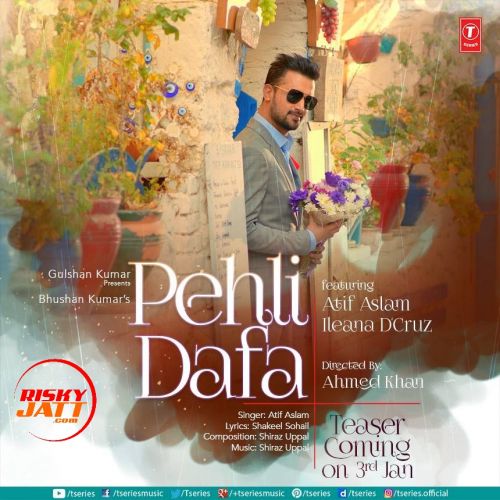 T
T-Series
Gulshan Kumar
Presents
Bhushan Kumar's
Pehli
Dafa
featuring
Atif Aslam
Ileana D'Cruz
Directed By:
Ahmed Khan
RISKY
JATT
.com
Singer: Atif Aslam
Lyrics: Shakeel Sohail
Composition: Shiraz Uppal
Music: Shiraz Uppal
Teaser
Coming
on 3rd Jan
/tseries
/tseriesmusic
/Tseries
/+tseriesmusic
/tseries
/tseries.official